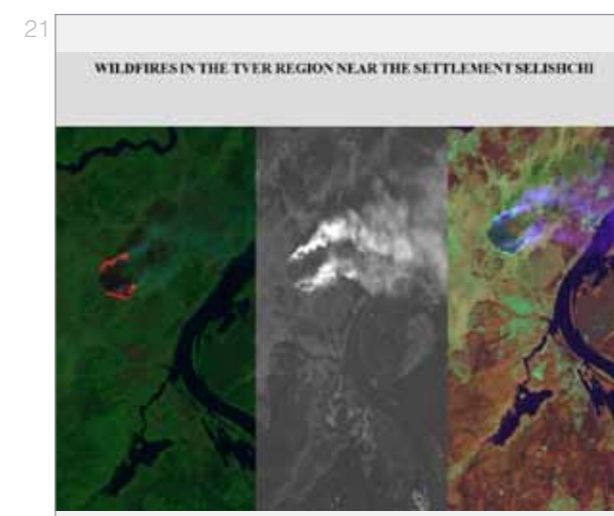 21
WILDFIRES IN THE TVER REGION NEAR THE SETTLEMENT SELISHCHI